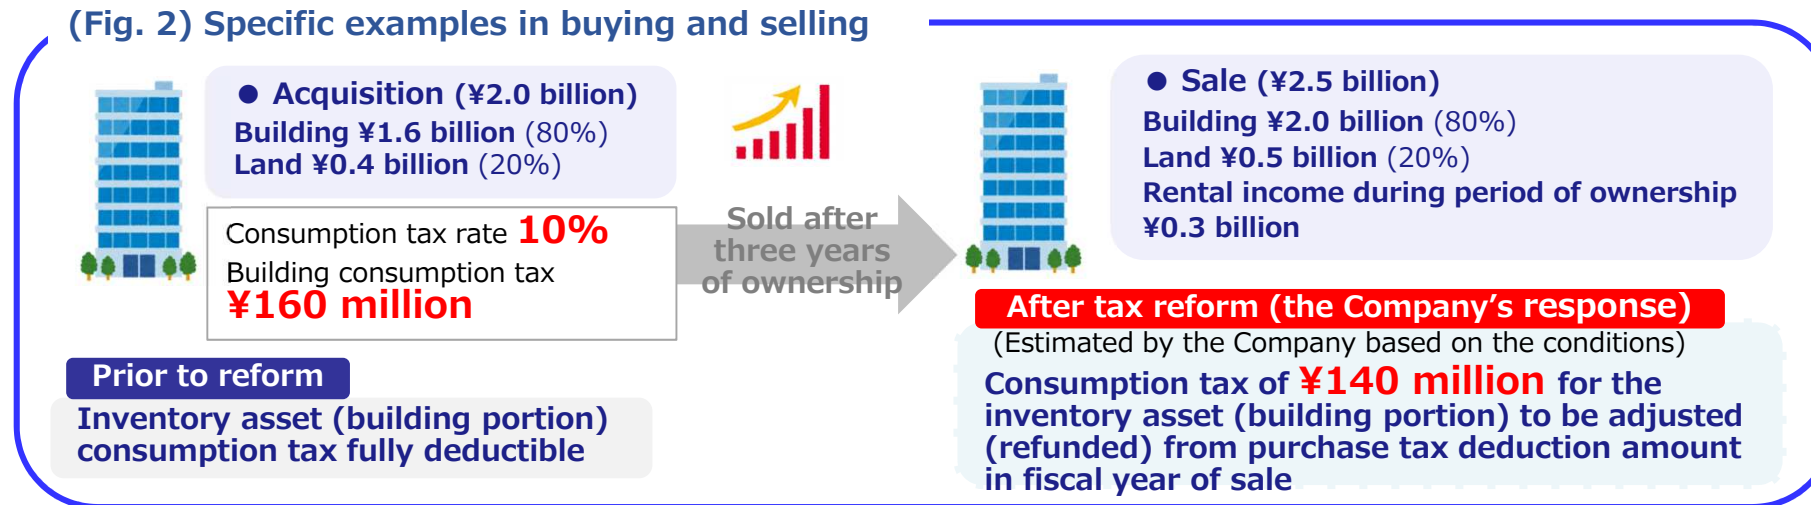 (Fig. 2) Specific examples in buying and selling
● Acquisition (¥2.0 billion)
Building ¥1.6 billion (80%)
Land ¥0.4 billion (20%)
Consumption tax rate 10%
Building consumption tax
¥160 million
Prior to reform
Inventory asset (building portion)
consumption tax fully deductible
Sold after
three years
of ownership
● Sale (¥2.5 billion)
Building ¥2.0 billion (80%)
Land ¥0.5 billion (20%)
Rental income during period of ownership
¥0.3 billion
After tax reform (the Company’s response)
(Estimated by the Company based on the conditions)
Consumption tax of ¥140 million for the
inventory asset (building portion) to be adjusted
(refunded) from purchase tax deduction amount
in fiscal year of sale